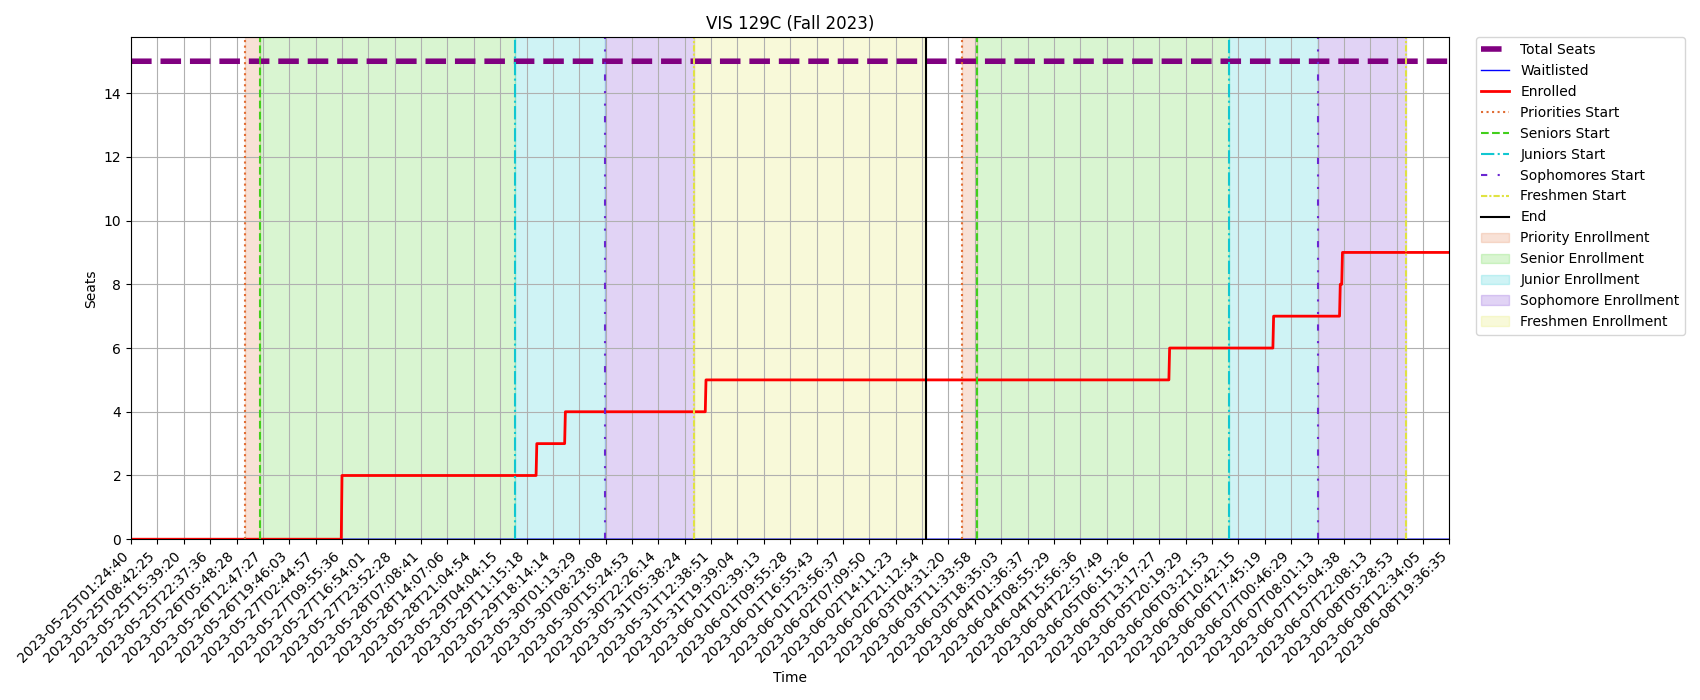 VIS 129C (Fall 2023)
Seats
14
12
10
8
6
4
2
0
2023-05-25T01:24:40
2023-05-25T08:42:25
2023-05-25T15:39:20
2023-05-25T22:37:36
2023-05-26T05:48:28
2023-05-26T12:47:27
2023-05-26T19:46:03
2023-05-27T02:44:57
2023-05-27T09:55:36
2023-05-27T16:54:01
2023-05-27T23:52:28
2023-05-28T07:08:41
2023-05-28T14:07:06
2023-05-28T21:04:54
2023-05-29T04:04:15
2023-05-29T11:15:18
2023-05-29T18:14:14
2023-05-30T01:13:29
2023-05-30T08:23:08
2023-05-30T15:24:53
2023-05-30T22:26:14
2023-05-31T05:38:24
2023-05-31T12:38:51
2023-05-31T19:39:04
2023-06-01T02:39:13
2023-06-01T09:55:28
2023-06-01T16:55:43
2023-06-01T23:56:37
2023-06-02T07:09:50
2023-06-02T14:11:23
2023-06-02T21:12:54
2023-06-03T04:31:20
2023-06-03T11:33:58
2023-06-03T18:35:03
2023-06-04T01:36:37
2023-06-04T08:55:29
2023-06-04T15:56:36
2023-06-04T22:57:49
2023-06-05T06:15:26
2023-06-05T13:17:27
2023-06-05T20:19:29
2023-06-06T03:21:53
2023-06-06T10:42:15
2023-06-06T17:45:19
2023-06-07T00:46:29
2023-06-07T08:01:13
2023-06-07T15:04:38
2023-06-07T22:08:13
2023-06-08T05:28:53
2023-06-08T12:34:05
2023-06-08T19:36:35
Time
Total Seats
Waitlisted
Enrolled
Priorities Start
Seniors Start
Juniors Start
Sophomores Start
Freshmen Start
End
Priority Enrollment
Senior Enrollment
Junior Enrollment
Sophomore Enrollment
Freshmen Enrollment